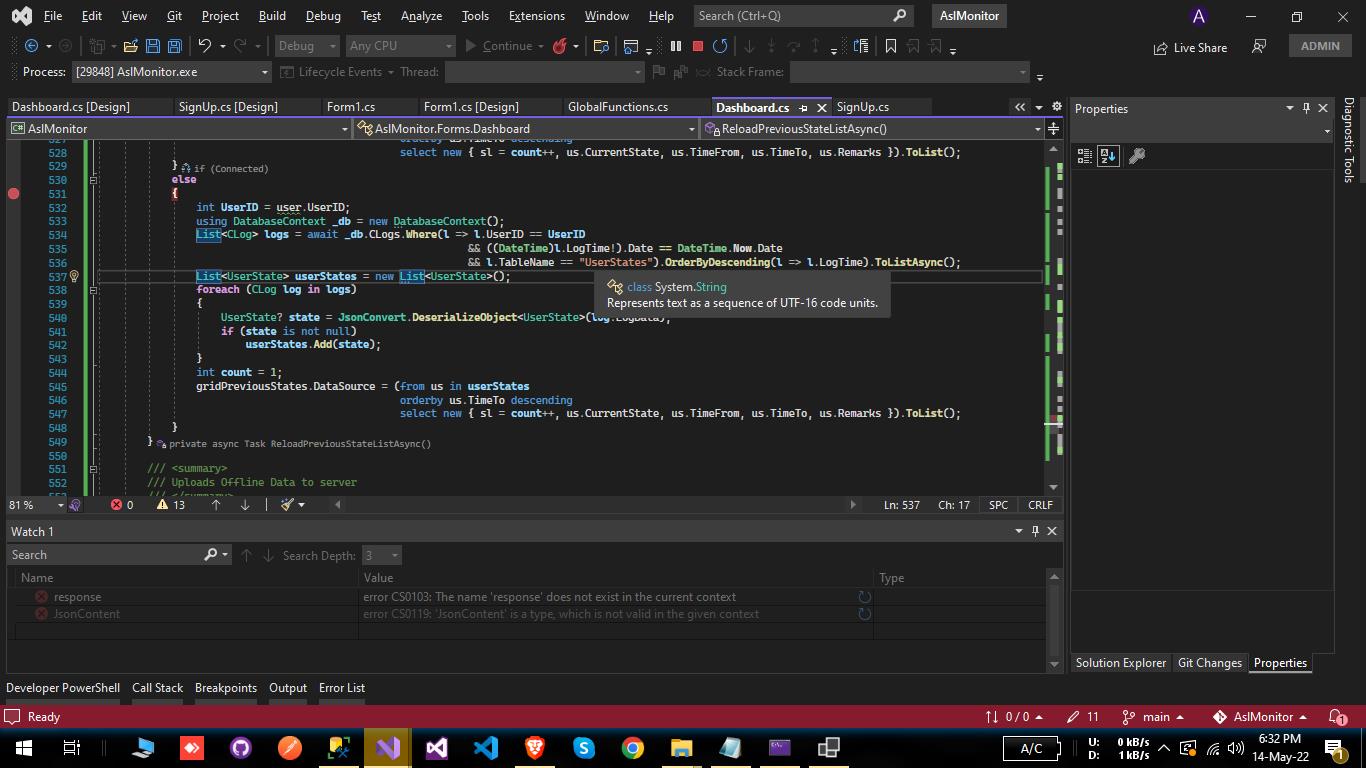 File Edit View Git Project Build Debug Test Analyze Tools Extensions Window Help Search (Ctrl+Q) AslMonitor A
Debug Any CPU Continue Live Share ADMIN
Process: [29848] AslMonitor.exe Lifecycle Events Thread: Stack Frame:
Dashboard.cs [Design] SignUp.cs [Design] Form1.cs Form1.cs [Design] GlobalFunctions.cs Dashboard.cs SignUp.cs Properties
AslMonitor AslMonitor.Forms.Dashboard ReloadPreviousStateListAsync()
Diagnostic Tools
527 orderby us.TimeTo descending
528 select new { sl = count++, us.CurrentState, us.TimeFrom, us.TimeTo, us.Remarks }).ToList();
529 } if (Connected)
530 else
531 {
532 int UserID = user.UserID;
533 using DatabaseContext _db = new DatabaseContext();
534 List<CLog> logs = await _db.CLogs.Where(l => l.UserID == UserID
535 && ((DateTime)l.LogTime!).Date == DateTime.Now.Date
536 && l.TableName == "UserStates").OrderByDescending(l => l.LogTime).ToListAsync();
537 List<UserState> userStates = new List<UserState>();
538 foreach (CLog log in logs)
class System.String
539 {
Represents text as a sequence of UTF-16 code units.
540 UserState? state = JsonConvert.DeserializeObject<UserState>(log.LogData);
541 if (state is not null)
542 userStates.Add(state);
543 }
544 int count = 1;
545 gridPreviousStates.DataSource = (from us in userStates
546 orderby us.TimeTo descending
547 select new { sl = count++, us.CurrentState, us.TimeFrom, us.TimeTo, us.Remarks }).ToList();
548 }
549 } private async Task ReloadPreviousStateListAsync()
550
551 /// <summary>
552 /// Uploads Offline Data to server
553 /// </summary>
81 % 0 13 Ln: 537 Ch: 17 SPC CRLF
Watch 1
Search Search Depth: 3
Name Value Type
response error CS0103: The name 'response' does not exist in the current context
JsonContent error CS0119: 'JsonContent' is a type, which is not valid in the given context
Solution Explorer Git Changes Properties
Developer PowerShell Call Stack Breakpoints Output Error List
Ready 0 / 0 11 main AslMonitor 1
A/C U: 0 kB/s D: 1 kB/s 6:32 PM 14-May-22 1